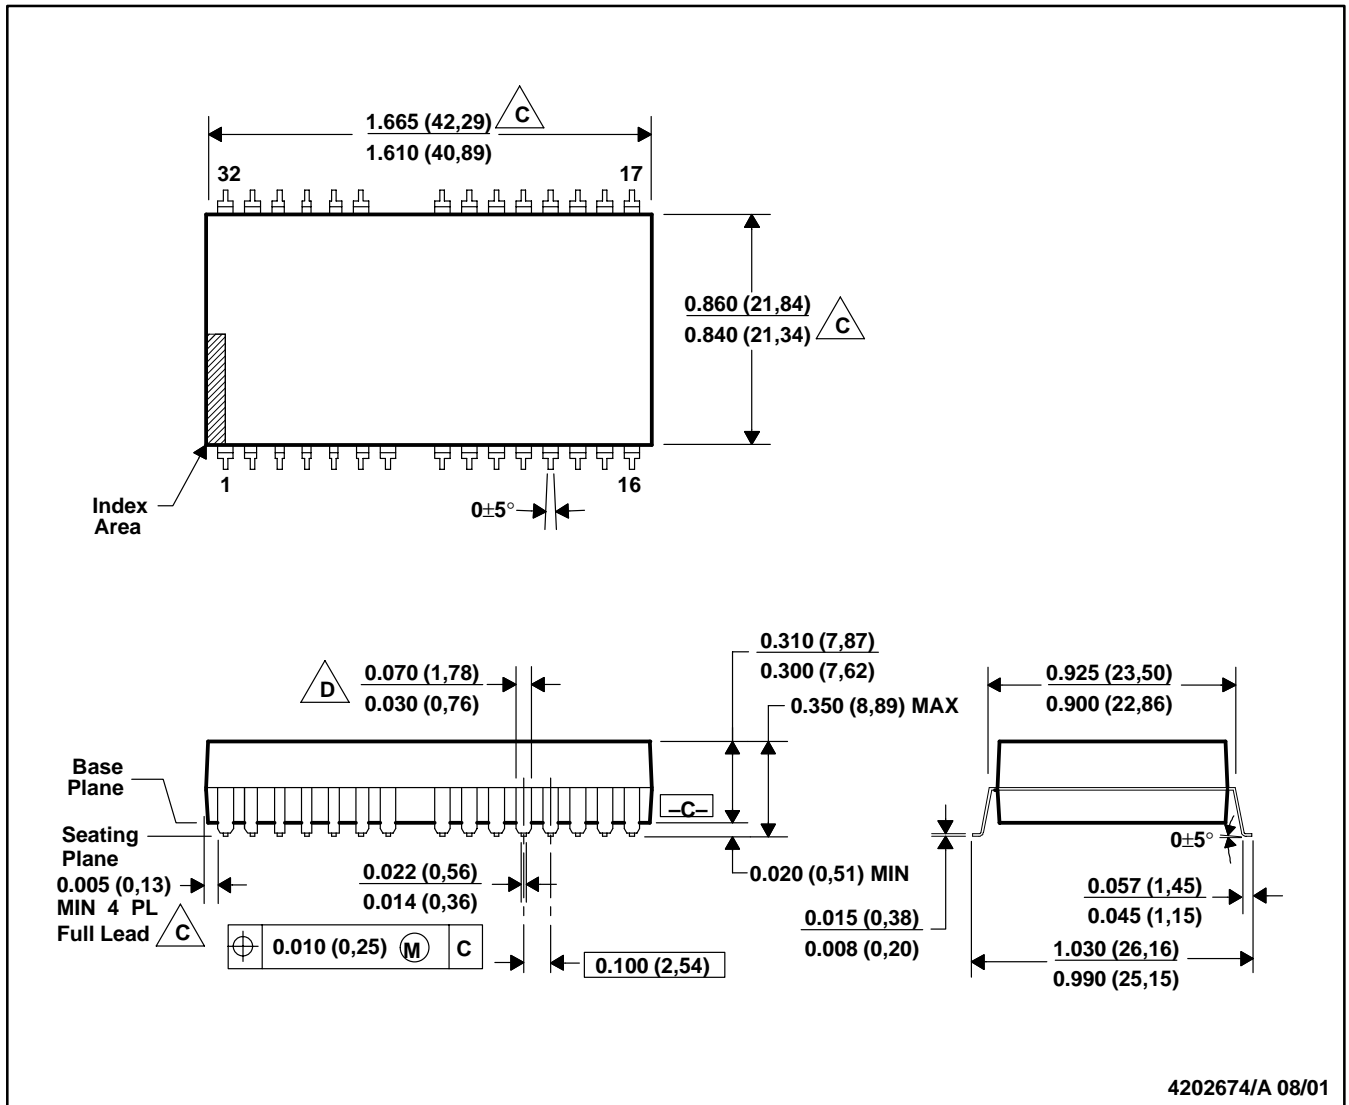 1.665 (42,29)
1.610 (40,89)
C
32
17
0.860 (21,84)
0.840 (21,34)
C
1
16
Index
Area
0±5°
0.310 (7,87)
0.300 (7,62)
D
0.070 (1,78)
0.030 (0,76)
0.350 (8,89) MAX
0.925 (23,50)
0.900 (22,86)
Base
Plane
–C–
Seating
Plane
0.005 (0,13)
MIN 4 PL
Full Lead
C
0.022 (0,56)
0.014 (0,36)
0.020 (0,51) MIN
0±5°
0.015 (0,38)
0.008 (0,20)
0.057 (1,45)
0.045 (1,15)
0.010 (0,25) M C
0.100 (2,54)
1.030 (26,16)
0.990 (25,15)
4202674/A 08/01